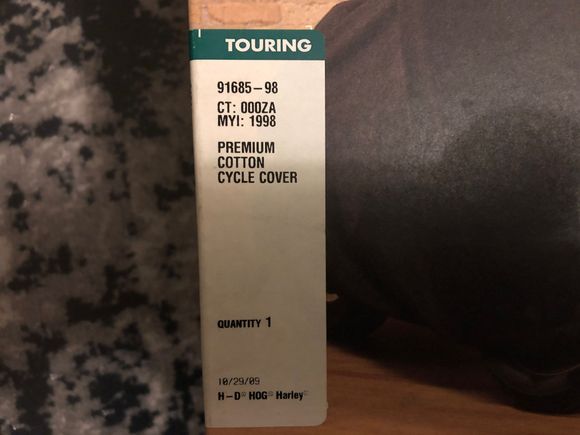 TOURING
91685-98
CT: 000ZA
MYI: 1998
PREMIUM
COTTON
CYCLE COVER
QUANTITY 1
10/29/09
H-D® HOG® Harley®